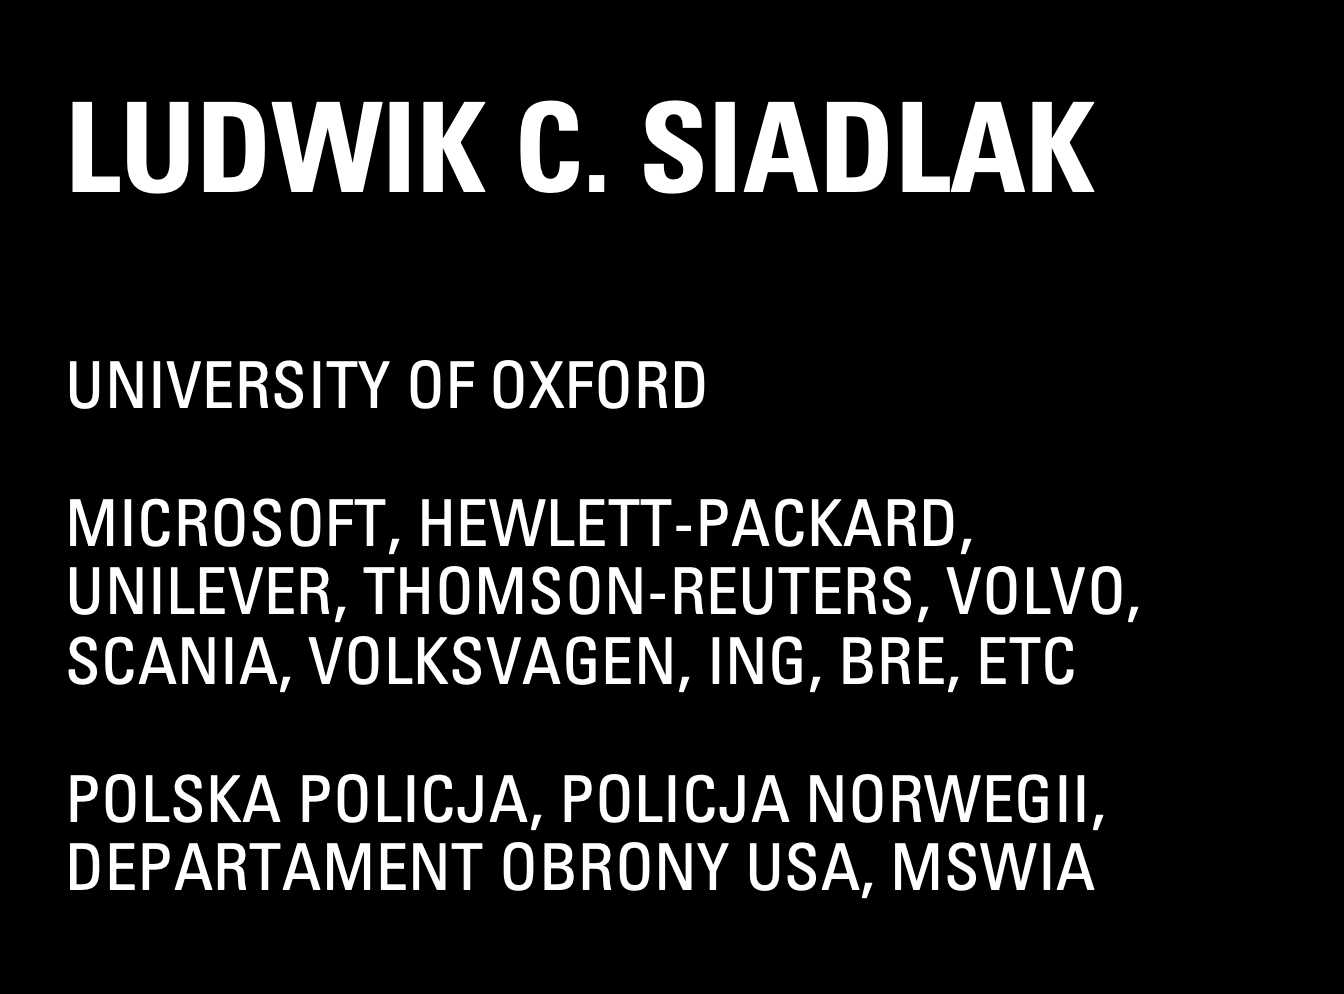 LUDWIK C. SIADLAK
UNIVERSITY OF OXFORD
MICROSOFT, HEWLETT-PACKARD,
UNILEVER, THOMSON-REUTERS, VOLVO,
SCANIA, VOLKSVAGEN, ING, BRE, ETC
POLSKA POLICJA, POLICJA NORWEGII,
DEPARTAMENT OBRONY USA, MSWIA